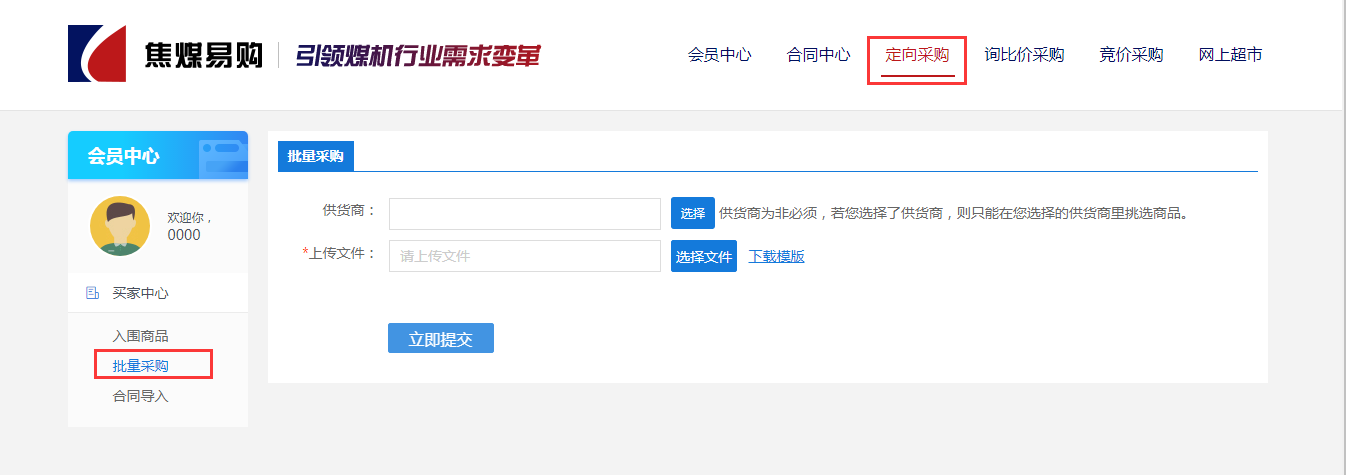 焦煤易购
引领煤机行业需求变革
会员中心 合同中心 定向采购 询比价采购 竞价采购 网上超市
会员中心
欢迎你，
0000
买家中心
入围商品
批量采购
合同导入
批量采购
供货商： 选择 供货商为非必须，若您选择了供货商，则只能在您选择的供货商里挑选商品。
*上传文件： 请上传文件 选择文件 下载模版
立即提交